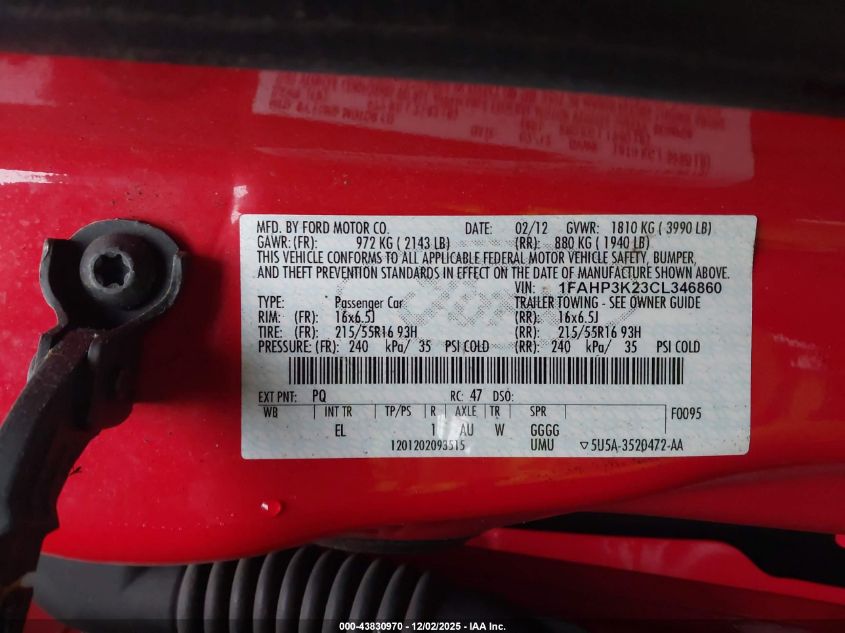 MFD. BY FORD MOTOR CO. DATE: 02/12 GVWR: 1810 KG ( 3990 LB)
GAWR: (FR): 972 KG ( 2143 LB) (RR): 880 KG ( 1940 LB)
THIS VEHICLE CONFORMS TO ALL APPLICABLE FEDERAL MOTOR VEHICLE SAFETY, BUMPER,
AND THEFT PREVENTION STANDARDS IN EFFECT ON THE DATE OF MANUFACTURE SHOWN ABOVE.
VIN: 1FAHP3K23CL346860
TYPE: Passenger Car TRAILER TOWING - SEE OWNER GUIDE
RIM: (FR): 16x6.5J (RR): 16x6.5J
TIRE: (FR): 215/55R16 93H (RR): 215/55R16 93H
PRESSURE: (FR): 240 kPa/ 35 PSI COLD (RR): 240 kPa/ 35 PSI COLD
EXT PNT: PQ RC: 47 DSO:
WB INT TR TP/PS R AXLE TR SPR F0095
EL 1 AU W GGGG
1201202093515 UMU ▽5U5A-3520472-AA
000-43830970 - 12/02/2025 - IAA Inc.